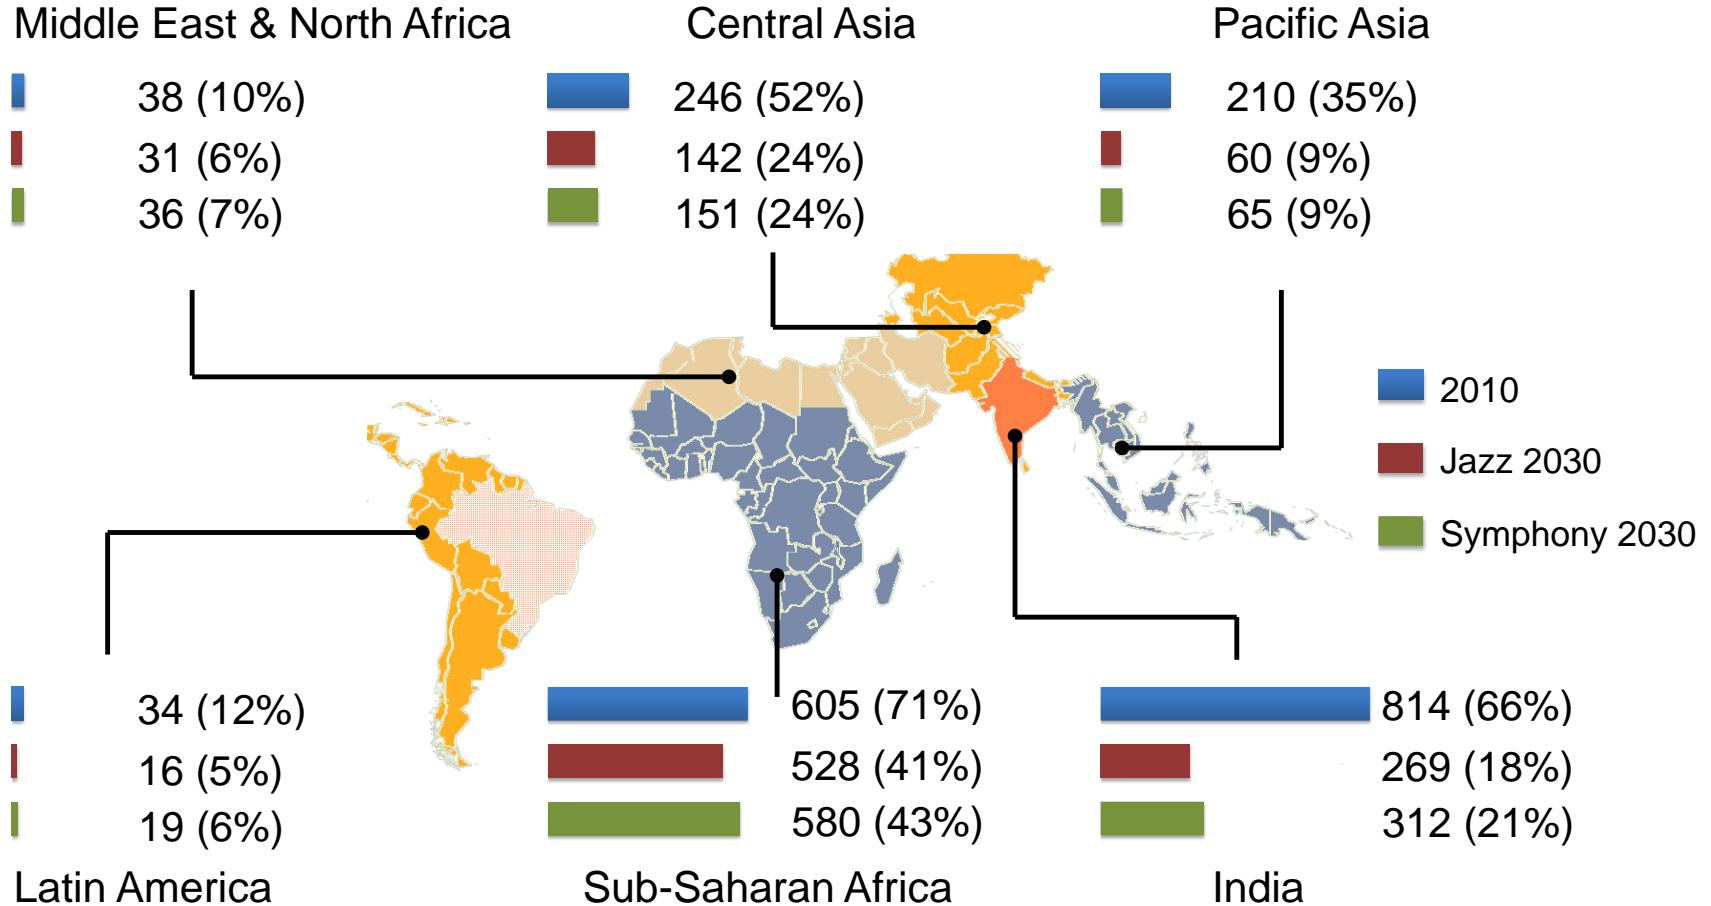 Middle East & North Africa
38 (10%)
31 (6%)
36 (7%)
Central Asia
246 (52%)
142 (24%)
151 (24%)
Pacific Asia
210 (35%)
60 (9%)
65 (9%)
2010
Jazz 2030
Symphony 2030
34 (12%)
16 (5%)
19 (6%)
Latin America
605 (71%)
528 (41%)
580 (43%)
Sub-Saharan Africa
814 (66%)
269 (18%)
312 (21%)
India